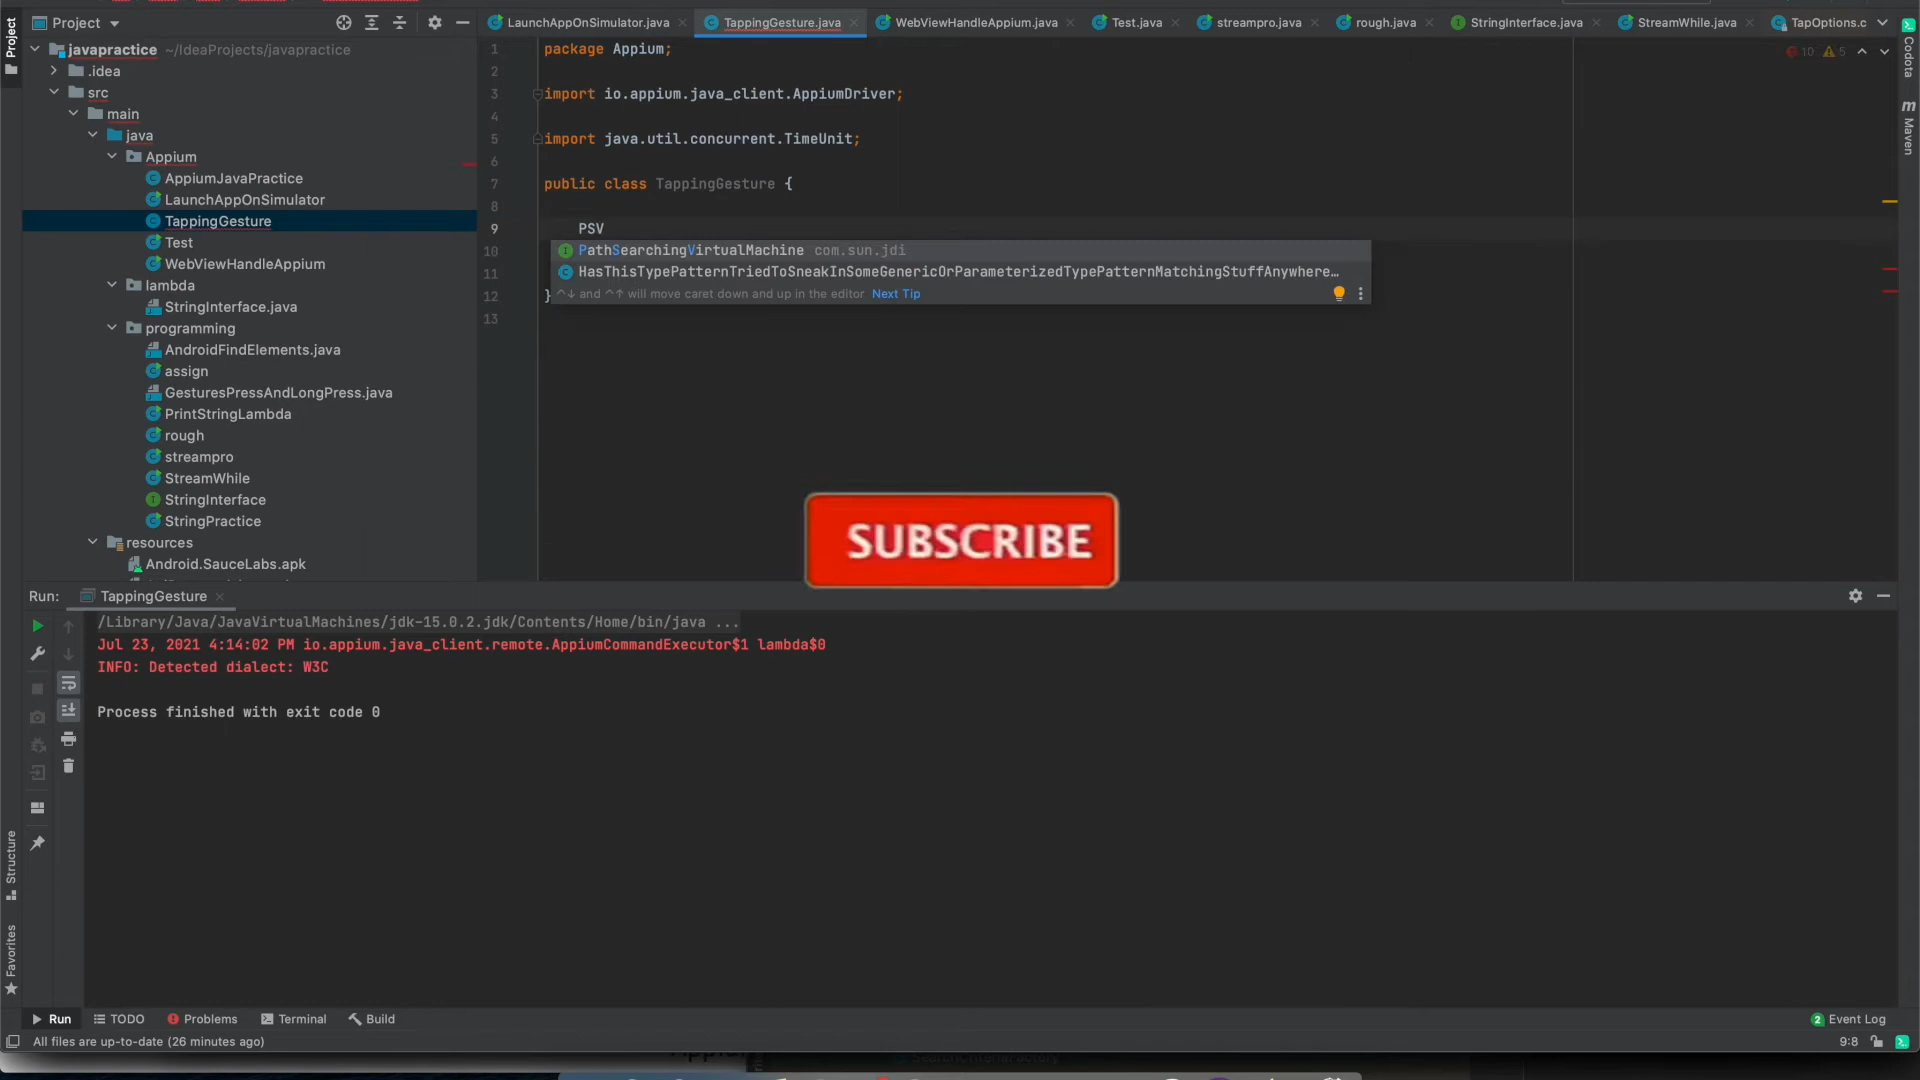 Project
LaunchAppOnSimulator.java
TappingGesture.java
WebViewHandleAppium.java
Test.java
streampro.java
rough.java
StringInterface.java
StreamWhile.java
TapOptions.c
Project
javapractice ~/IdeaProjects/javapractice
.idea
src
main
java
Appium
AppiumJavaPractice
LaunchAppOnSimulator
TappingGesture
Test
WebViewHandleAppium
lambda
StringInterface.java
programming
AndroidFindElements.java
assign
GesturesPressAndLongPress.java
PrintStringLambda
rough
streampro
StreamWhile
StringInterface
StringPractice
resources
Android.SauceLabs.apk
1 package Appium;
2
3 import io.appium.java_client.AppiumDriver;
4
5 import java.util.concurrent.TimeUnit;
6
7 public class TappingGesture {
8
9 PSV
10
11
12 }
13
PathSearchingVirtualMachine com.sun.jdi
HasThisTypePatternTriedToSneakInSomeGenericOrParameterizedTypePatternMatchingStuffAnywhere…
^↓ and ^↑ will move caret down and up in the editor Next Tip
10 5
Codota
Maven
SUBSCRIBE
Run: TappingGesture
/Library/Java/JavaVirtualMachines/jdk-15.0.2.jdk/Contents/Home/bin/java ...
Jul 23, 2021 4:14:02 PM io.appium.java_client.remote.AppiumCommandExecutor$1 lambda$0
INFO: Detected dialect: W3C
Process finished with exit code 0
Structure
Favorites
Run
TODO
Problems
Terminal
Build
2 Event Log
All files are up-to-date (26 minutes ago)
9:8